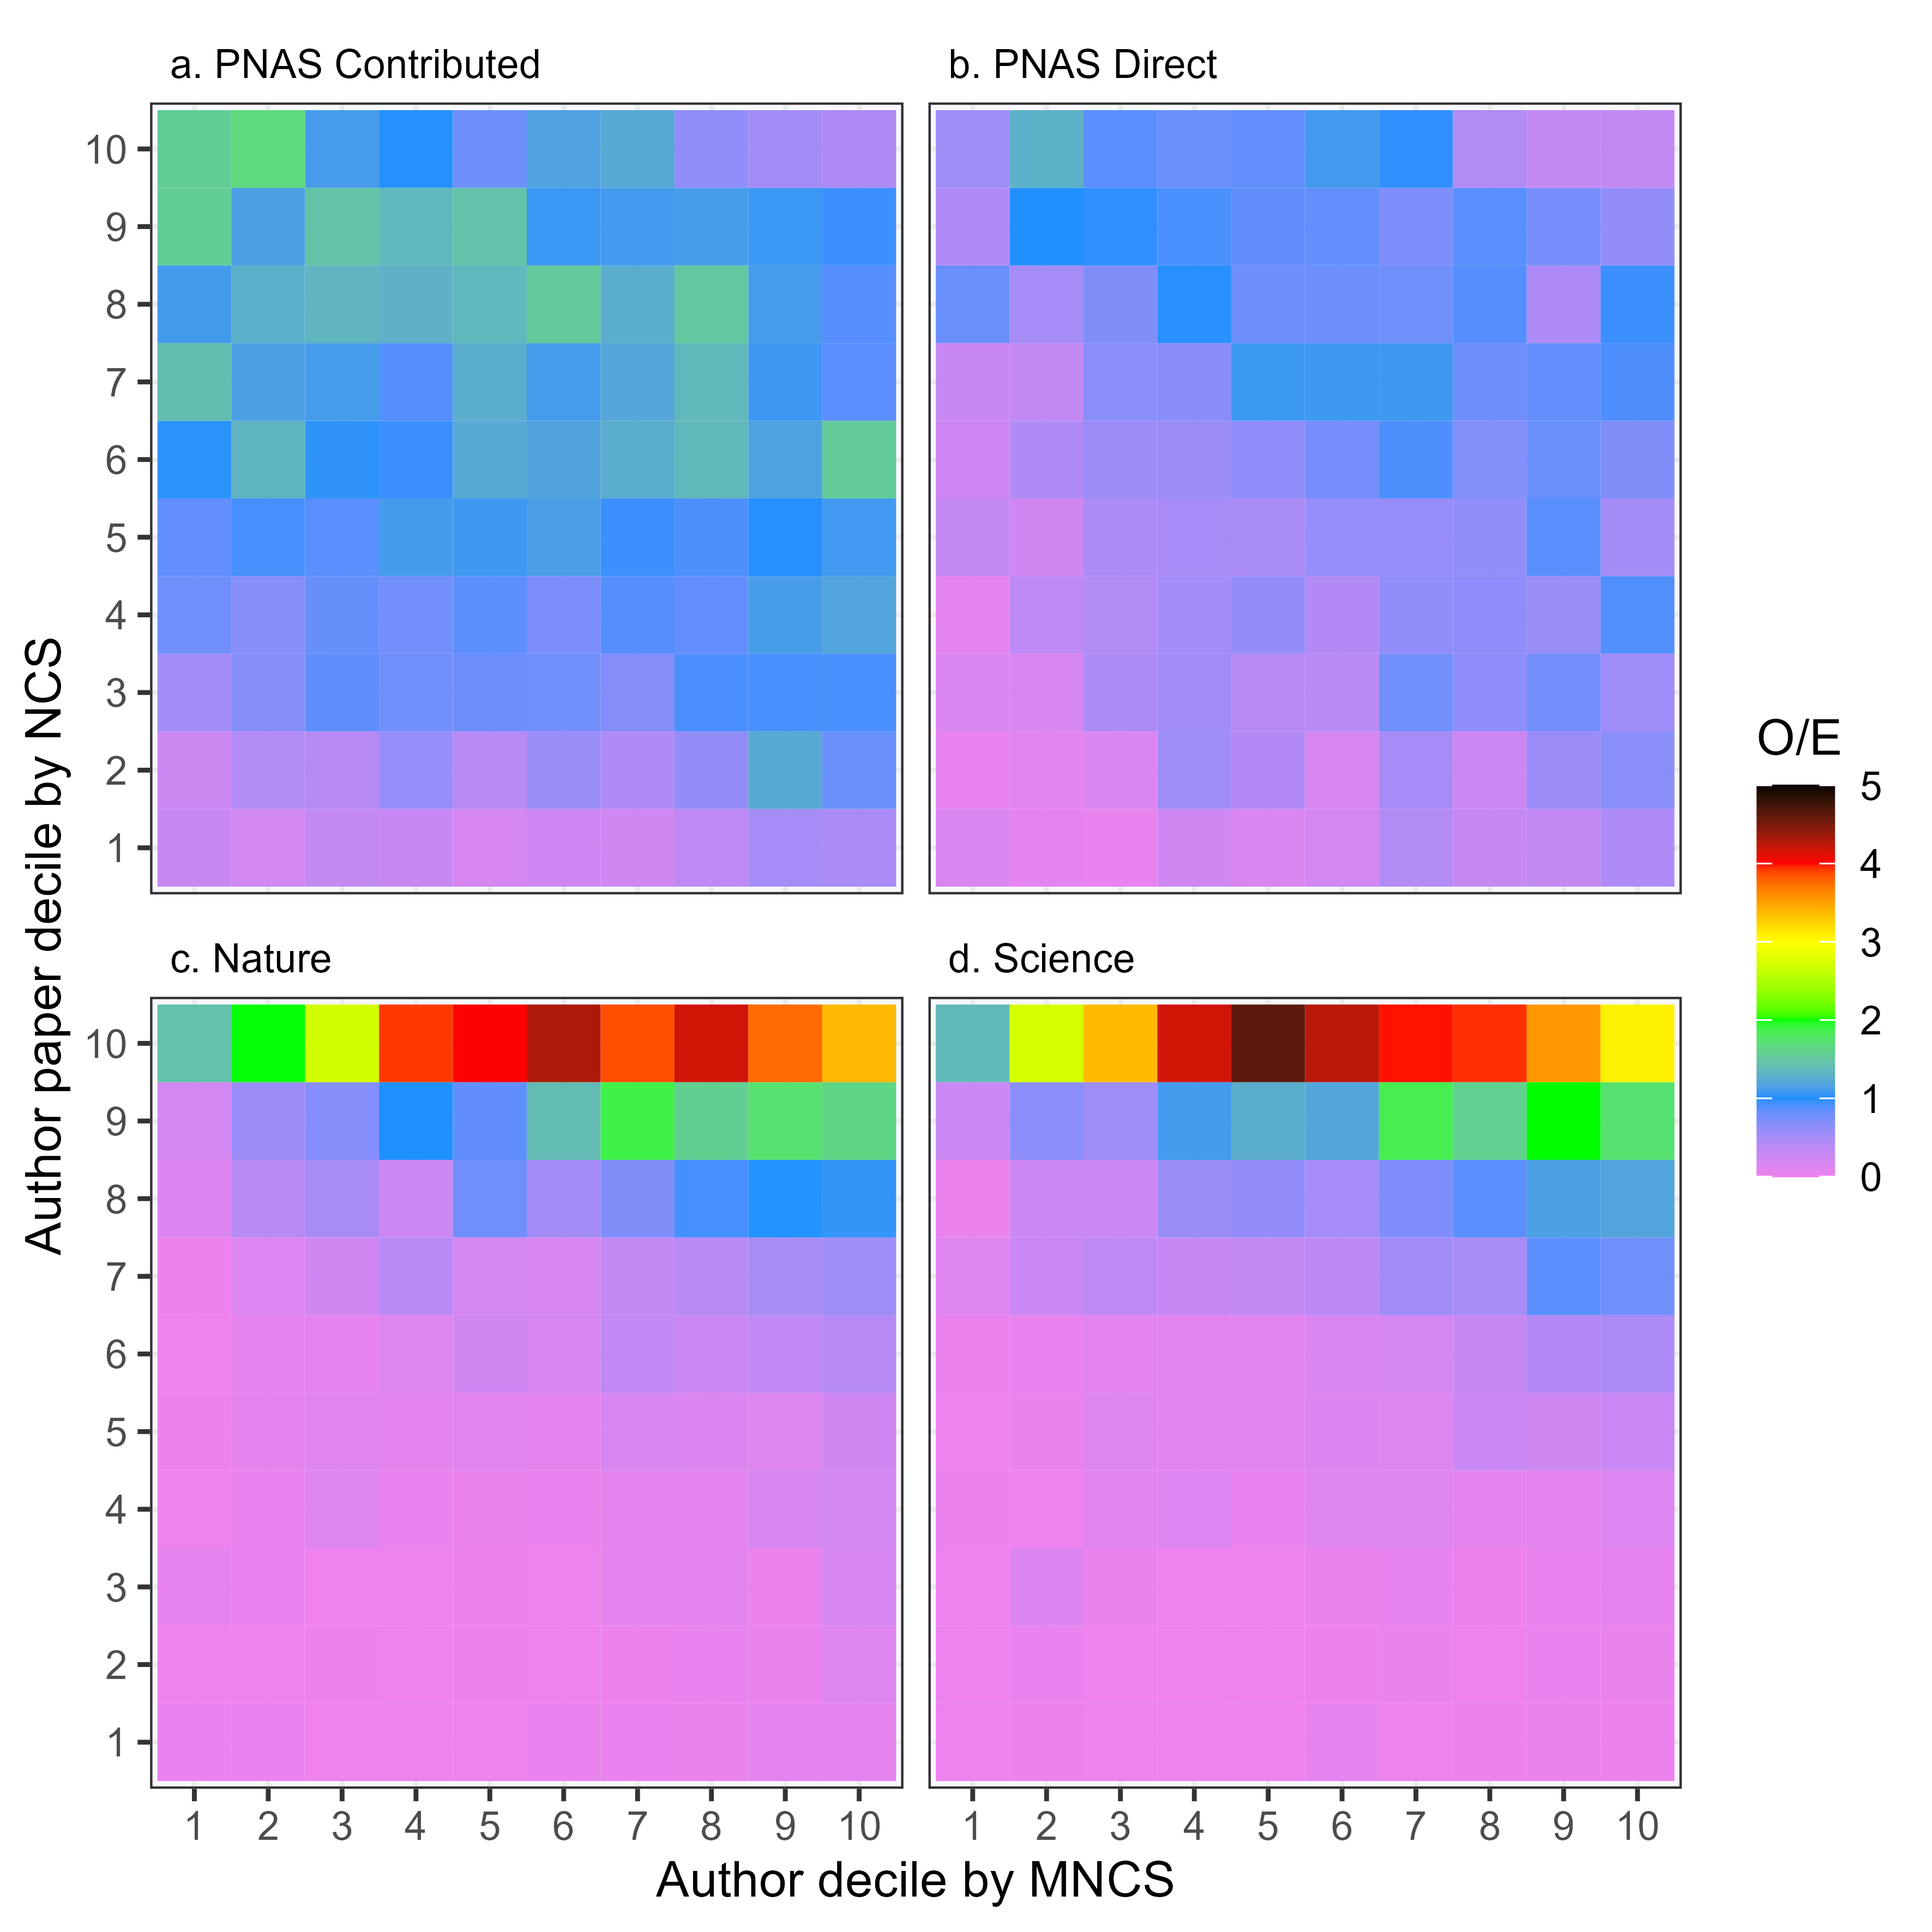 a. PNAS Contributed
b. PNAS Direct
10
9
8
7
6
5
4
3
2
1
Author paper decile by NCS
c. Nature
d. Science
10
9
8
7
6
5
4
3
2
1
1 2 3 4 5 6 7 8 9 10
1 2 3 4 5 6 7 8 9 10
Author decile by MNCS
O/E
5
4
3
2
1
0